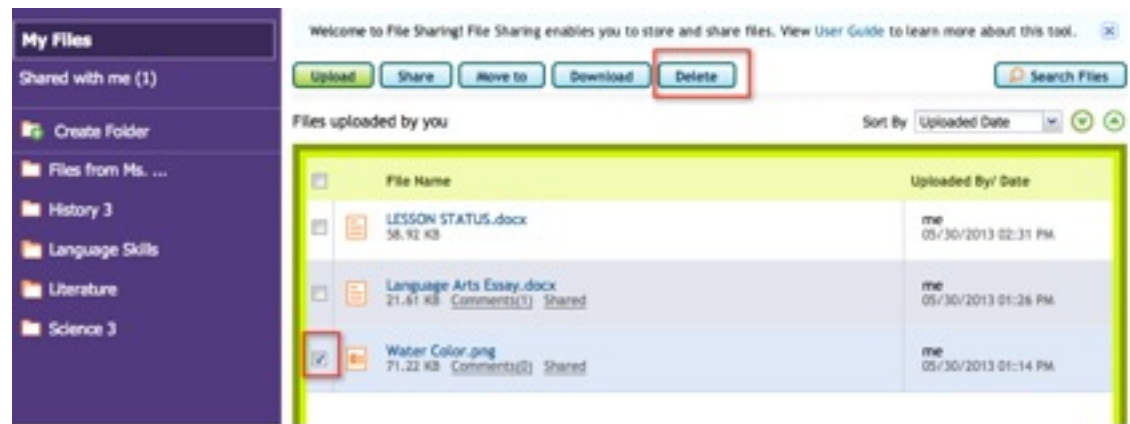 My Files
Shared with me (1)
Create Folder
Files from Ms. ...
History 3
Language Skills
Literature
Science 3
Welcome to File Sharing! File Sharing enables you to store and share files. View User Guide to learn more about this tool.
Upload Share Move to Download Delete Search Files
Files uploaded by you Sort By Uploaded Date
File Name Uploaded By/ Date
LESSON STATUS.docx me
58.92 KB 05/30/2013 02:31 PM
Language Arts Essay.docx me
21.61 KB Comments(1) Shared 05/30/2013 01:26 PM
Water Color.png me
71.22 KB Comments(0) Shared 05/30/2013 01:14 PM